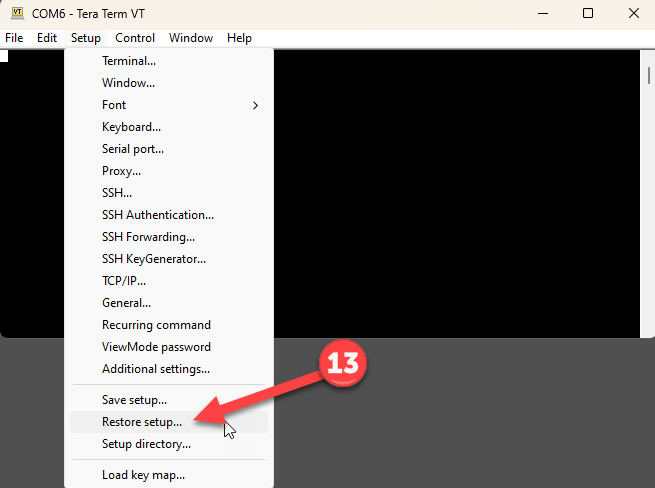 VT
COM6 - Tera Term VT
File Edit Setup Control Window Help
Terminal...
Window...
Font
Keyboard...
Serial port...
Proxy...
SSH...
SSH Authentication...
SSH Forwarding...
SSH KeyGenerator...
TCP/IP...
General...
Recurring command
ViewMode password
Additional settings...
13
Save setup...
Restore setup...
Setup directory...
Load key map...